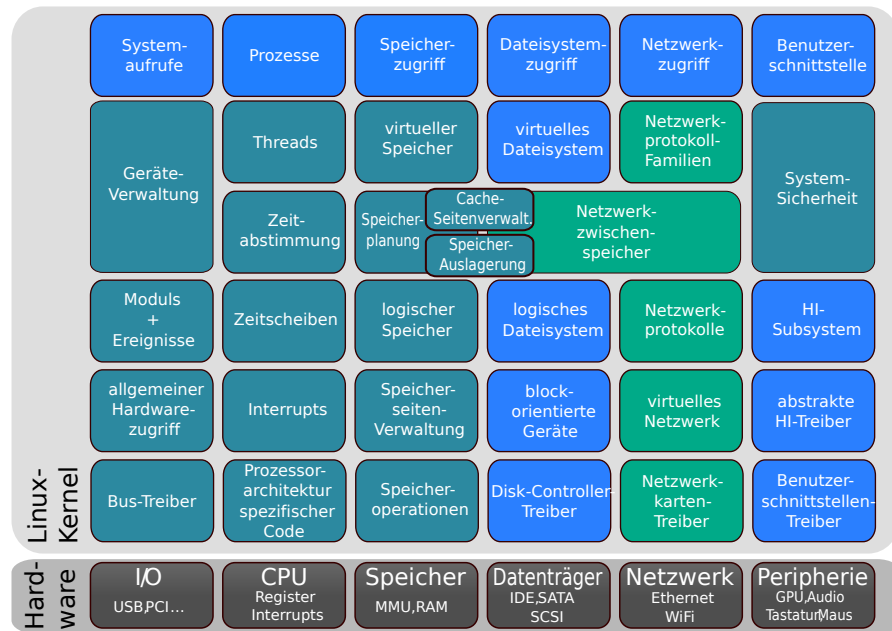 System-
aufrufe
Prozesse
Speicher-
zugriff
Dateisystem-
zugriff
Netzwerk-
zugriff
Benutzer-
schnittstelle
Geräte-
Verwaltung
Threads
virtueller
Speicher
virtuelles
Dateisystem
Netzwerk-
protokoll-
Familien
System-
Sicherheit
Zeit-
abstimmung
Speicher-
planung
Cache-
Seitenverwalt.
Speicher-
Auslagerung
Netzwerk-
zwischen-
speicher
Moduls
+
Ereignisse
Zeitscheiben
logischer
Speicher
logisches
Dateisystem
Netzwerk-
protokolle
HI-
Subsystem
allgemeiner
Hardware-
zugriff
Interrupts
Speicher-
seiten-
Verwaltung
block-
orientierte
Geräte
virtuelles
Netzwerk
abstrakte
HI-Treiber
Bus-Treiber
Prozessor-
architektur
spezifischer
Code
Speicher-
operationen
Disk-Controller-
Treiber
Netzwerk-
karten-
Treiber
Benutzer-
schnittstellen-
Treiber
Linux-
Kernel
Hard-
ware
I/O
USB,PCI...
CPU
Register
Interrupts
Speicher
MMU,RAM
Datenträger
IDE,SATA
SCSI
Netzwerk
Ethernet
WiFi
Peripherie
GPU,Audio
Tastatur,Maus